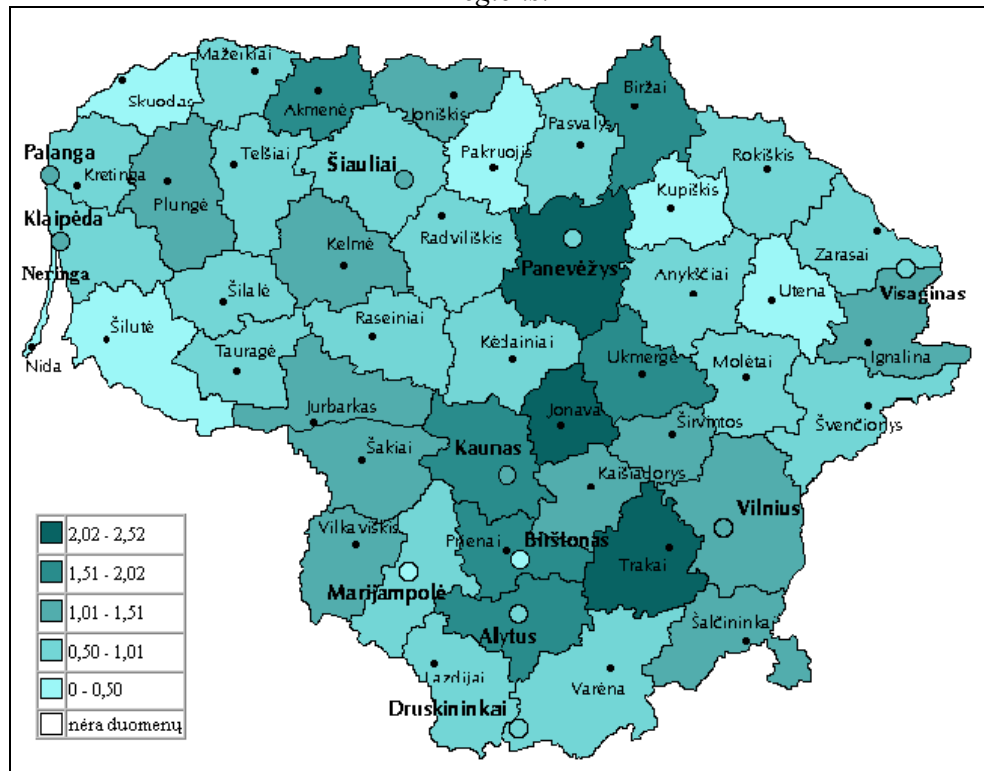 Mažeikiai
Skuodas
Akmenė
Joniškis
Biržai
Pasvalys
Palanga
Kretinga
Telšiai
Šiauliai
Pakruojis
Rokiškis
Kupiškis
Plungė
Klaipėda
Kelmė
Radviliškis
Panevėžys
Anykščiai
Zarasai
Utena
Visaginas
Neringa
Šilalė
Šilutė
Raseiniai
Kėdainiai
Ukmergė
Molėtai
Ignalina
Nida
Tauragė
Jurbarkas
Jonava
Širvintos
Švenčionys
Kaunas
Šakiai
Kaišiadorys
Vilnius
Vilkaviškis
Prienai
Birštonas
Trakai
Marijampolė
Alytus
Šalčininka
Lazdijai
Varėna
Druskininkai
2,02 - 2,52
1,51 - 2,02
1,01 - 1,51
0,50 - 1,01
0 - 0,50
nėra duomenų